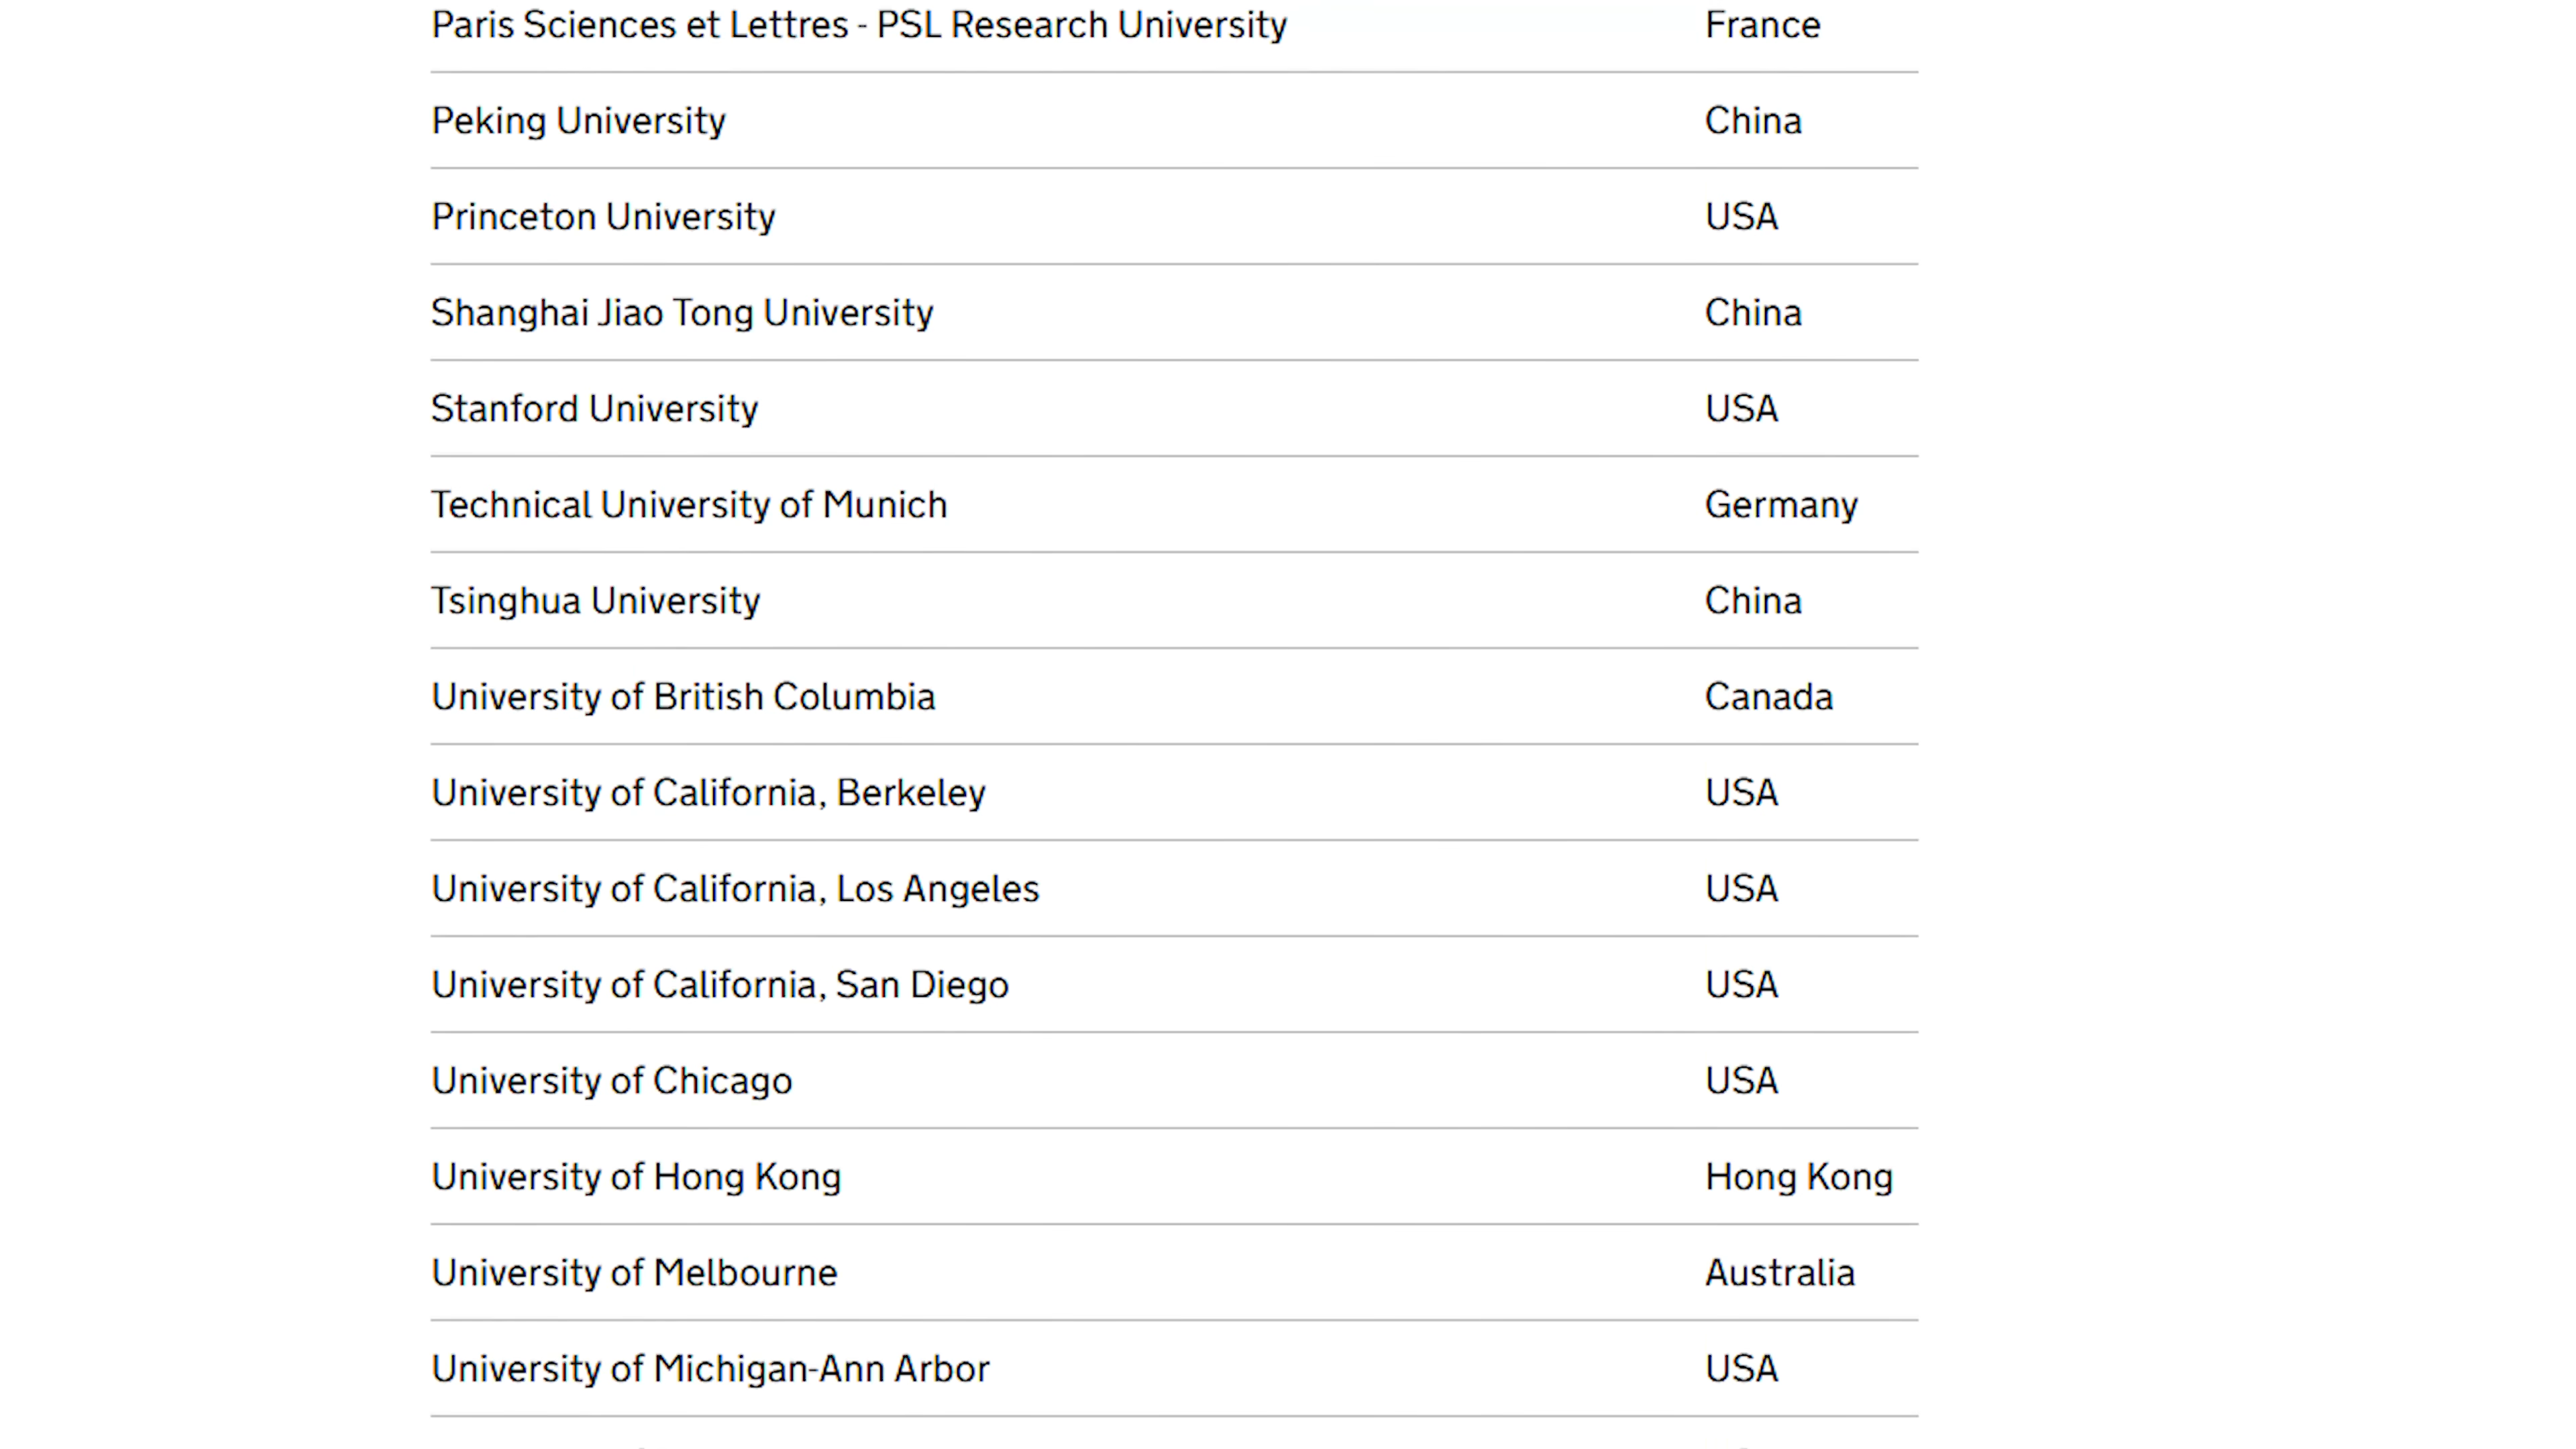 Paris Sciences et Lettres - PSL Research University France
Peking University China
Princeton University USA
Shanghai Jiao Tong University China
Stanford University USA
Technical University of Munich Germany
Tsinghua University China
University of British Columbia Canada
University of California, Berkeley USA
University of California, Los Angeles USA
University of California, San Diego USA
University of Chicago USA
University of Hong Kong Hong Kong
University of Melbourne Australia
University of Michigan-Ann Arbor USA